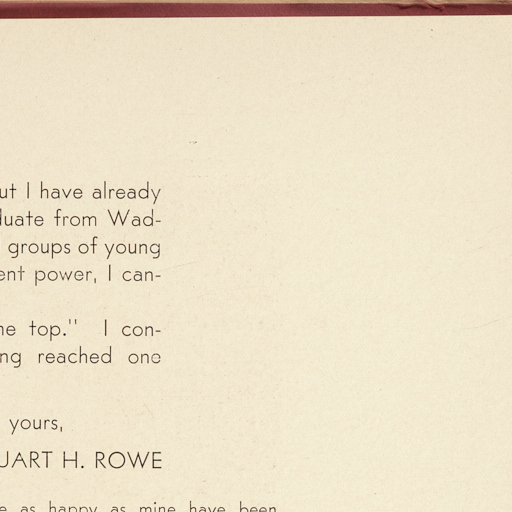 ut I have already
duate from Wad-
groups of young
ent power, I can-
ne top." I con-
ng reached one
yours,
UART H. ROWE
e as happy as mine have been